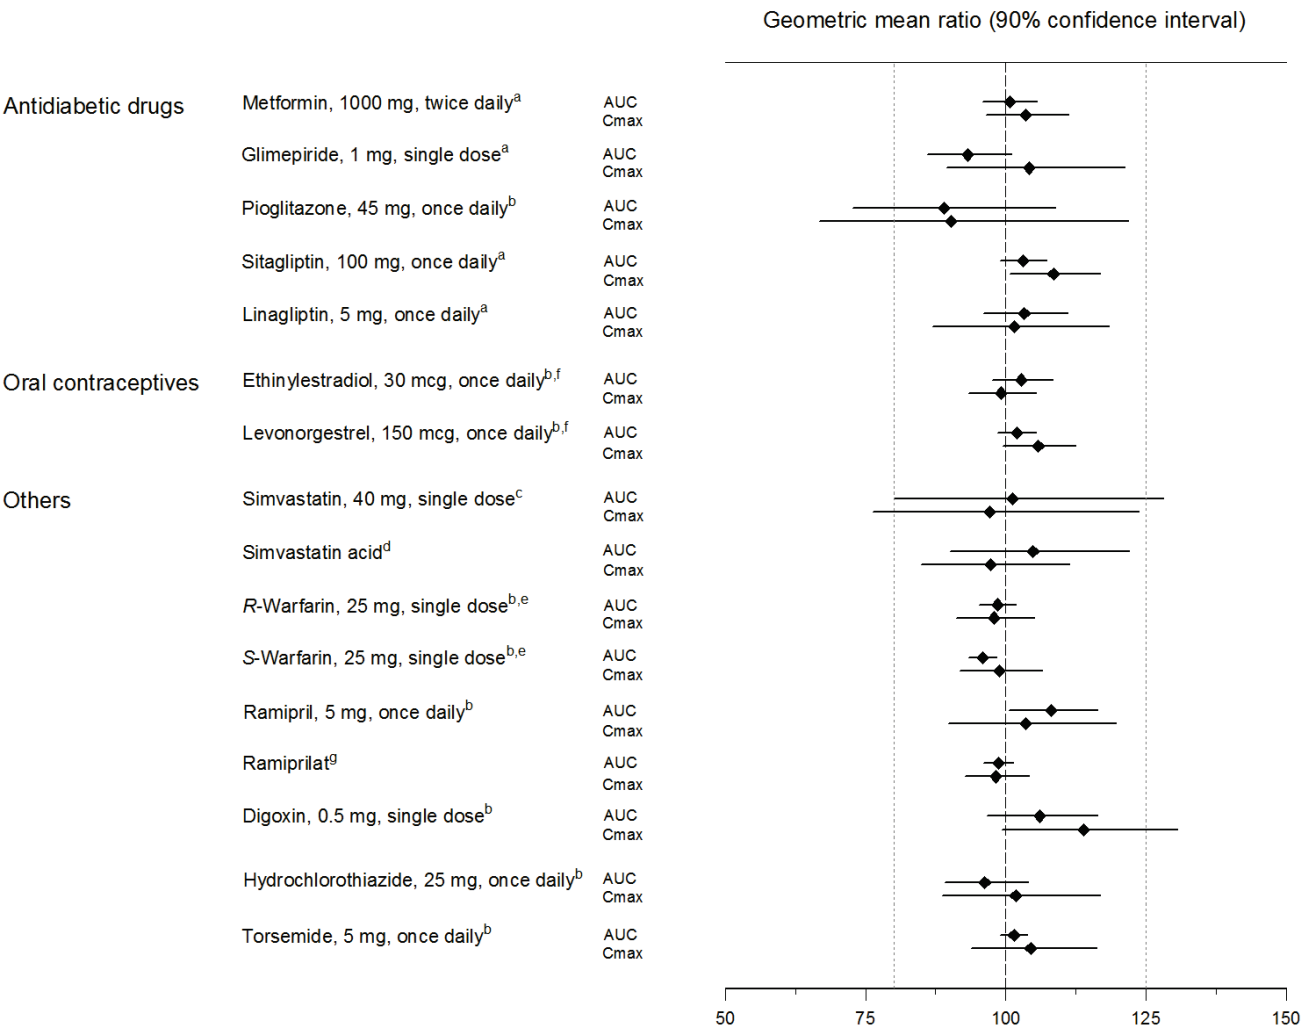 Geometric mean ratio (90% confidence interval)
Antidiabetic drugs
Metformin, 1000 mg, twice dailyᵃ
AUC
Cmax
Glimepiride, 1 mg, single doseᵃ
AUC
Cmax
Pioglitazone, 45 mg, once dailyᵇ
AUC
Cmax
Sitagliptin, 100 mg, once dailyᵃ
AUC
Cmax
Linagliptin, 5 mg, once dailyᵃ
AUC
Cmax
Oral contraceptives
Ethinylestradiol, 30 mcg, once dailyᵇ,ᶠ
AUC
Cmax
Levonorgestrel, 150 mcg, once dailyᵇ,ᶠ
AUC
Cmax
Others
Simvastatin, 40 mg, single doseᶜ
AUC
Cmax
Simvastatin acidᵈ
AUC
Cmax
R-Warfarin, 25 mg, single doseᵇ,ᵉ
AUC
Cmax
S-Warfarin, 25 mg, single doseᵇ,ᵉ
AUC
Cmax
Ramipril, 5 mg, once dailyᵇ
AUC
Cmax
Ramiprilatᵍ
AUC
Cmax
Digoxin, 0.5 mg, single doseᵇ
AUC
Cmax
Hydrochlorothiazide, 25 mg, once dailyᵇ
AUC
Cmax
Torsemide, 5 mg, once dailyᵇ
AUC
Cmax
50 75 100 125 150